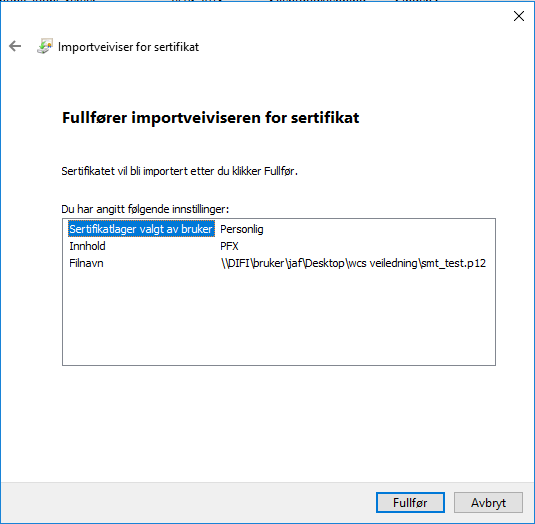 Importveiviser for sertifikat
Fullfører importveiviseren for sertifikat
Sertifikatet vil bli importert etter du klikker Fullfør.
Du har angitt følgende innstillinger:
Sertifikatlager valgt av bruker Personlig
Innhold PFX
Filnavn \\DIFI\bruker\jaf\Desktop\wcs veiledning\smt_test.p12
Fullfør Avbryt